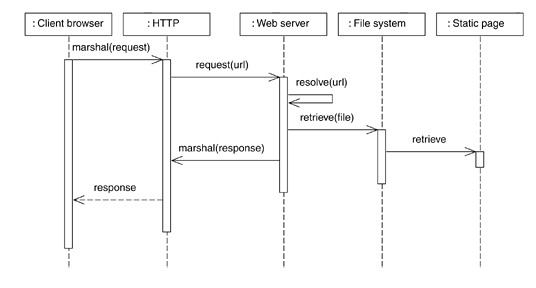 : Client browser
: HTTP
: Web server
: File system
: Static page
marshal(request)
request(url)
resolve(url)
retrieve(file)
retrieve
marshal(response)
response